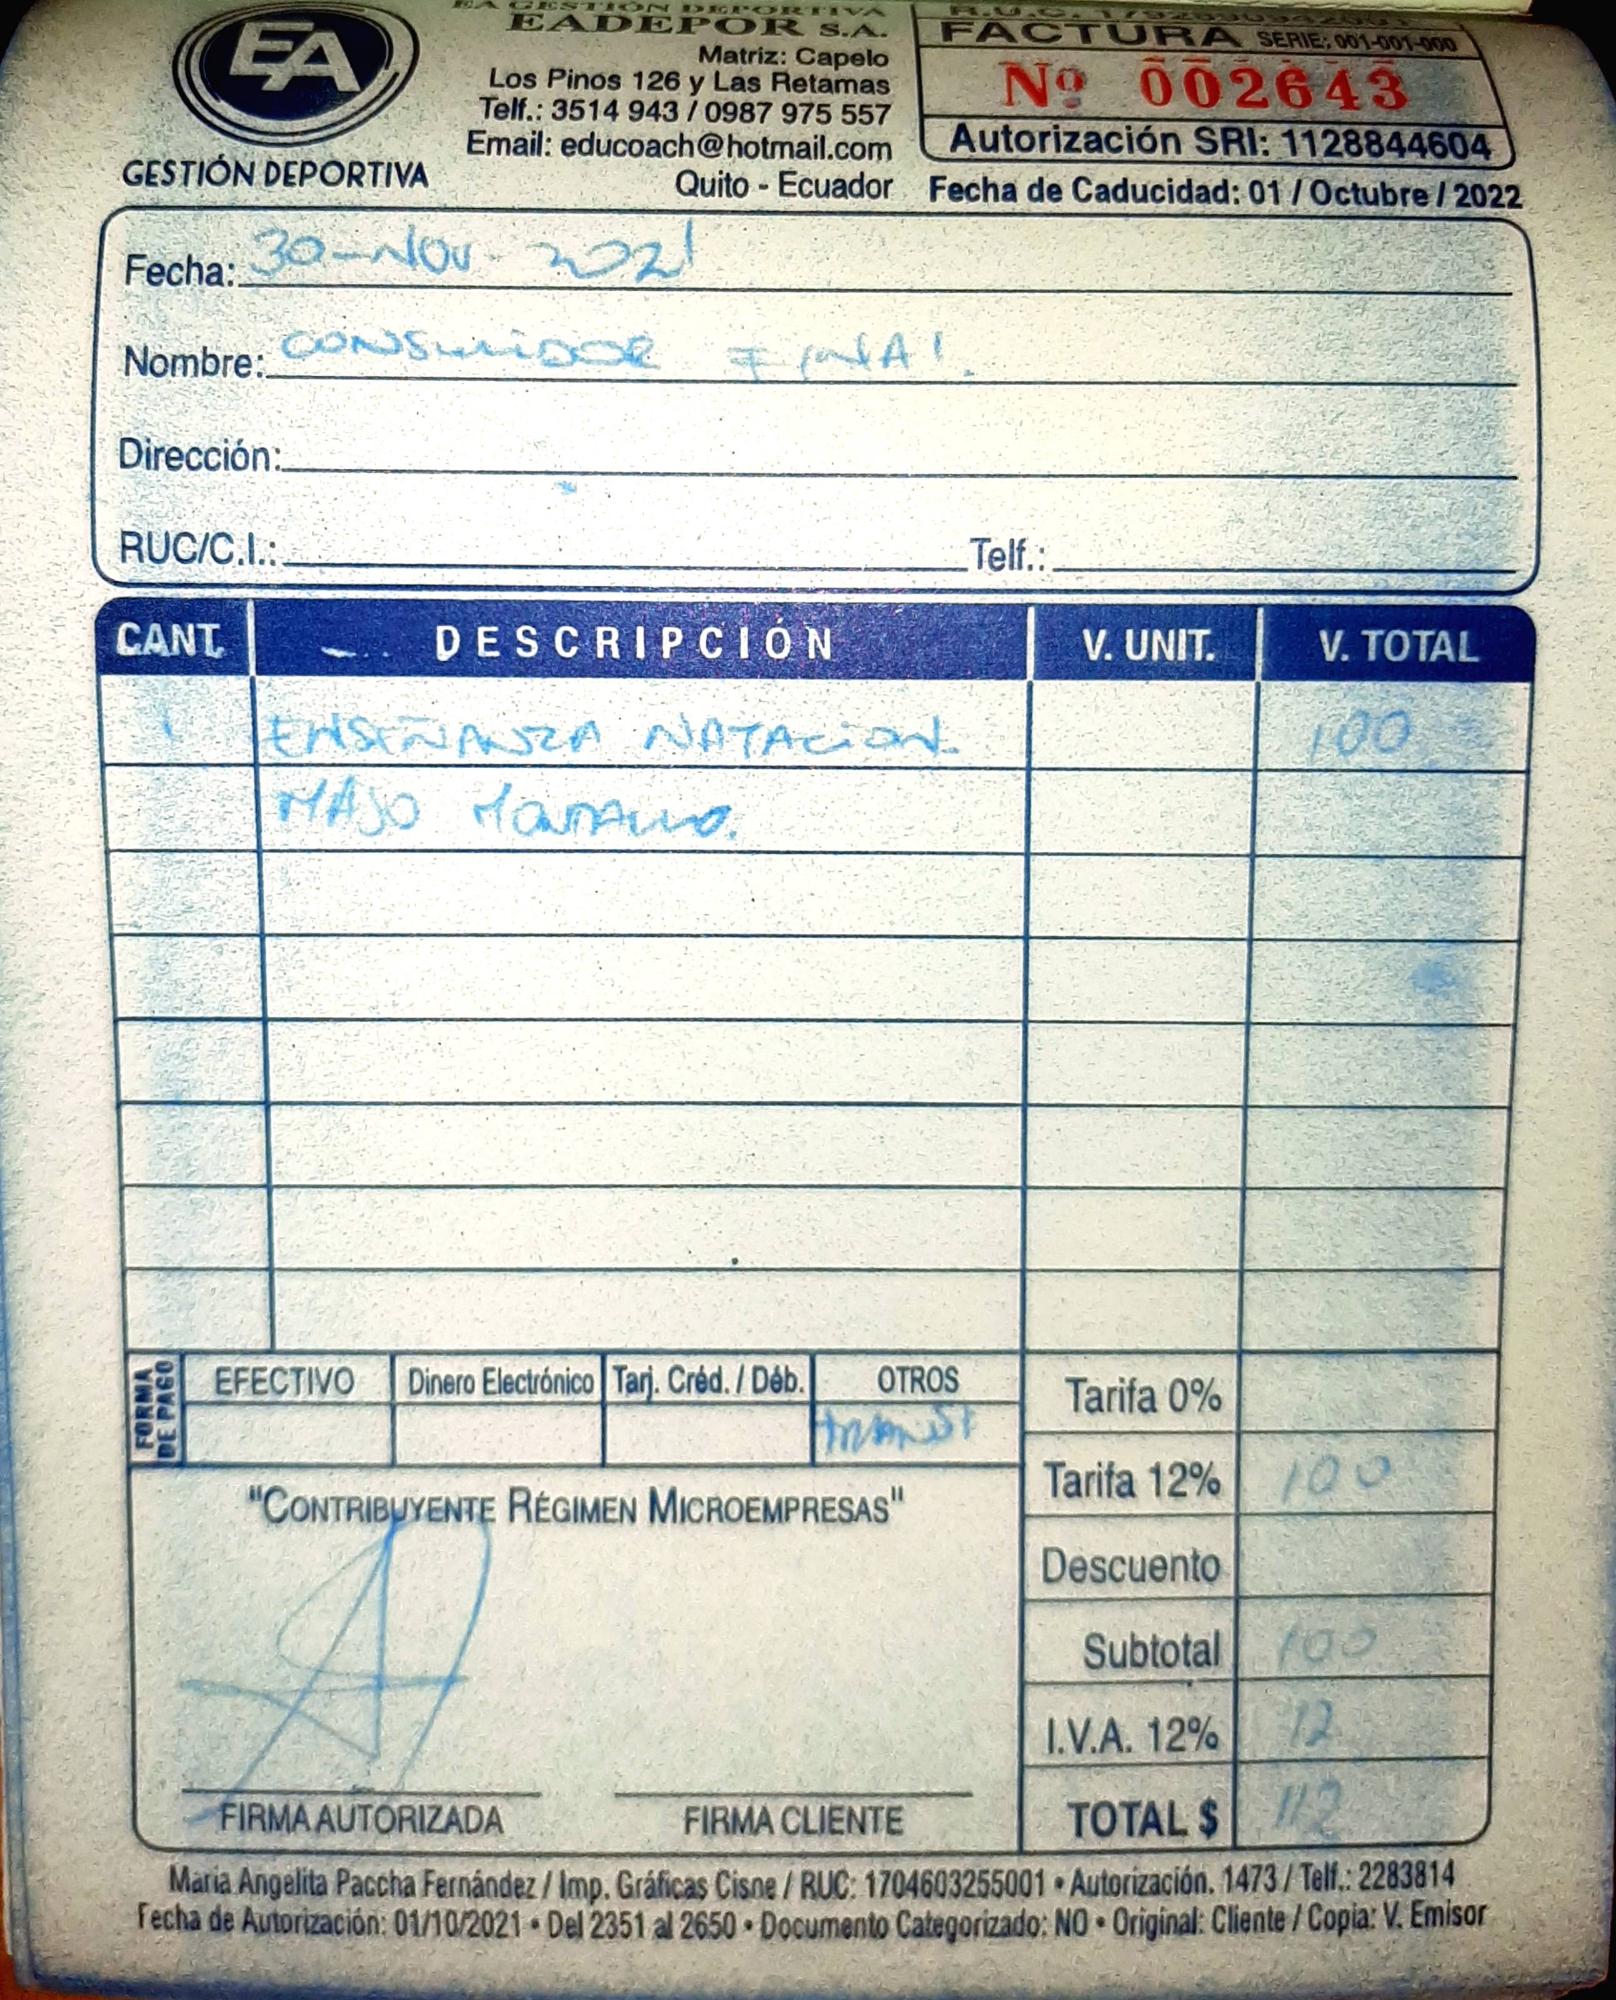 EA GESTIÓN DEPORTIVA
EADEPOR S.A.
Matriz: Capelo
Los Pinos 126 y Las Retamas
Telf.: 3514 943 / 0987 975 557
Email: educoach@hotmail.com
Quito - Ecuador
EA
GESTIÓN DEPORTIVA
R.U.C.
FACTURA SERIE: 001-001-000
Nº 002643
Autorización SRI: 1128844604
Fecha de Caducidad: 01 / Octubre / 2022
Fecha: 30-Nov-2021
Nombre: CONSUMIDOR FINAL.
Dirección:
RUC/C.I.: Telf.:
CANT. DESCRIPCIÓN V. UNIT. V. TOTAL
1 ENSEÑANZA NATACION. 100
MAJO
FORMA DE PAGO
EFECTIVO Dinero Electrónico Tarj. Créd. / Déb. OTROS
Tarifa 0%
Tarifa 12% 100
Descuento
Subtotal 100
I.V.A. 12% 12
TOTAL $ 112
"CONTRIBUYENTE RÉGIMEN MICROEMPRESAS"
FIRMA AUTORIZADA FIRMA CLIENTE
María Angelita Paccha Fernández / Imp. Gráficas Cisne / RUC: 1704603255001 • Autorización. 1473 / Telf.: 2283814
Fecha de Autorización: 01/10/2021 • Del 2351 al 2650 • Documento Categorizado: NO • Original: Cliente / Copia: V. Emisor